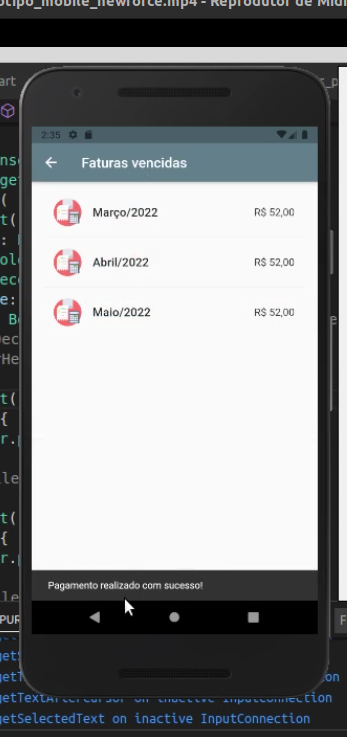 otipo_mobile_newforce.mp4 - Reprodutor de Mídi
art
2:35
Faturas vencidas
Março/2022 R$ 52,00
Abril/2022 R$ 52,00
Maio/2022 R$ 52,00
Pagamento realizado com sucesso!
getTextAfterCursor on inactive InputConnection
getSelectedText on inactive InputConnection